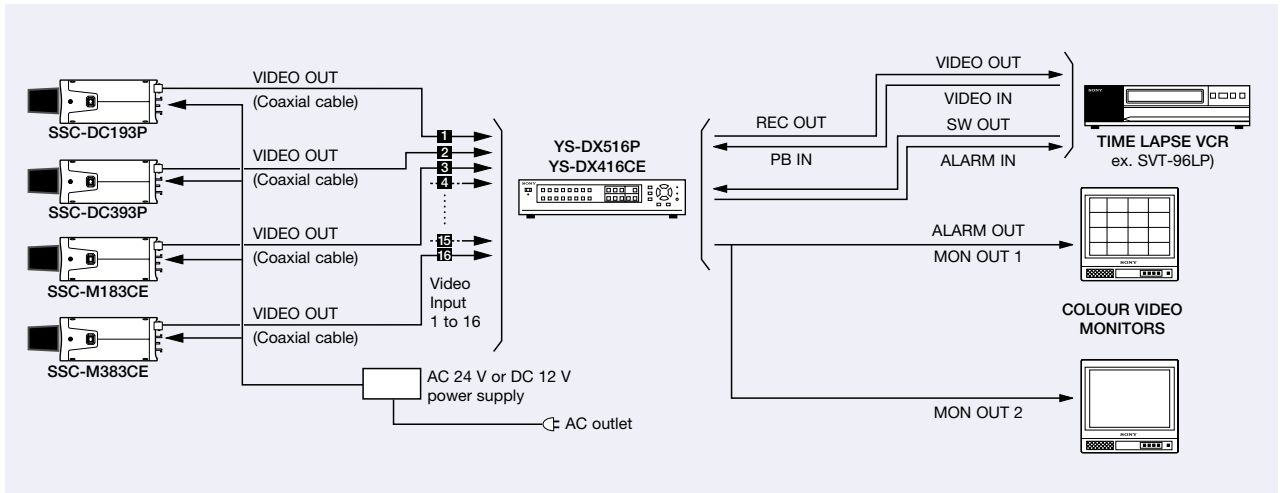 VIDEO OUT
(Coaxial cable)
SSC-DC193P
VIDEO OUT
(Coaxial cable)
SSC-DC393P
VIDEO OUT
(Coaxial cable)
SSC-M183CE
VIDEO OUT
(Coaxial cable)
SSC-M383CE
1
2
3
4
15
16
Video
Input
1 to 16
AC 24 V or DC 12 V
power supply
AC outlet
YS-DX516P
YS-DX416CE
SONY
REC OUT
PB IN
VIDEO OUT
VIDEO IN
SW OUT
ALARM IN
SONY
TIME LAPSE VCR
ex. SVT-96LP)
ALARM OUT
MON OUT 1
SONY
COLOUR VIDEO
MONITORS
MON OUT 2
SONY